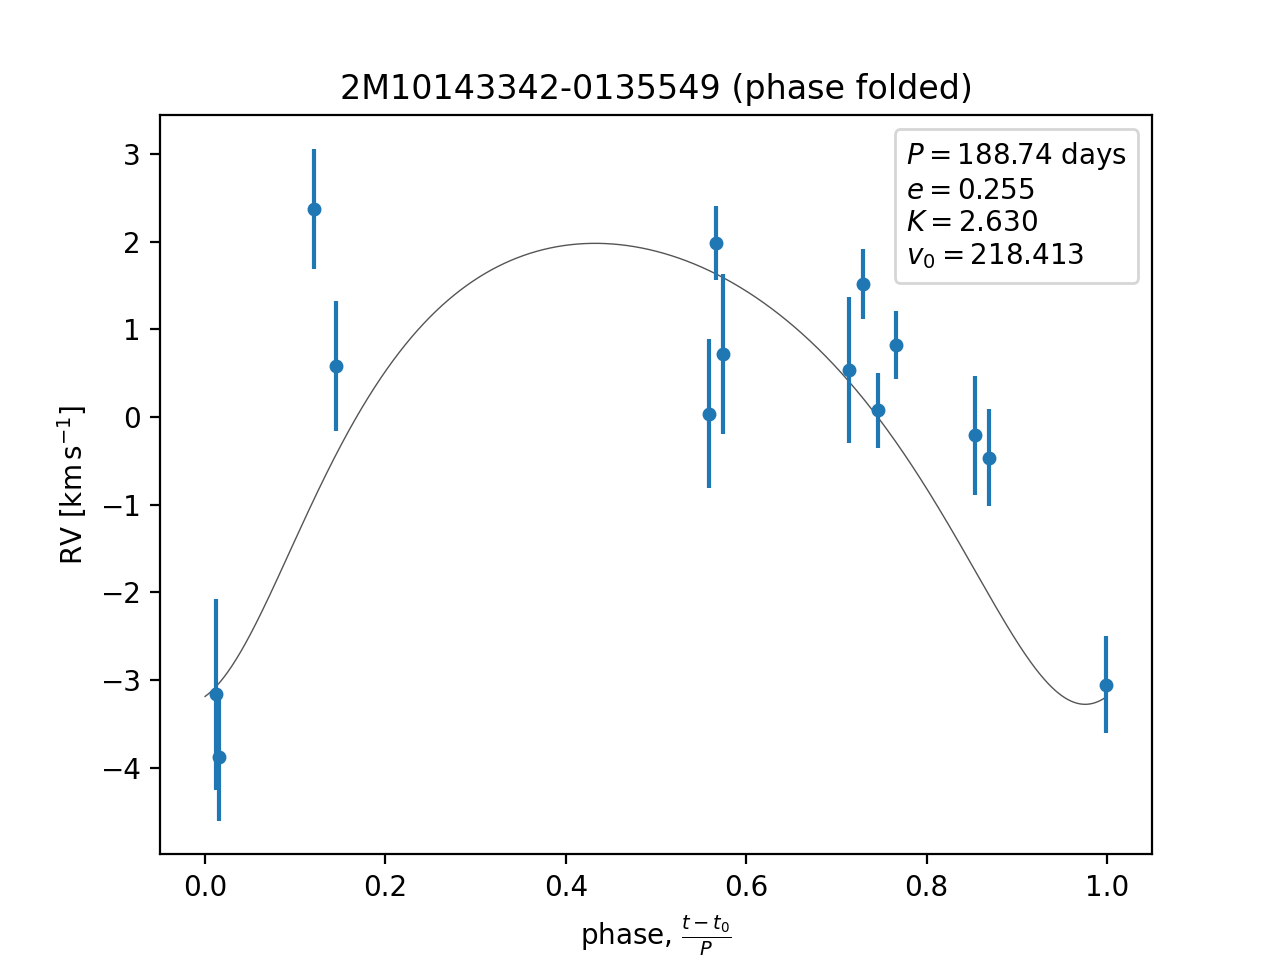 2M10143342-0135549 (phase folded)
P = 188.74 days
e = 0.255
K = 2.630
v₀ = 218.413
RV [km s⁻¹]
3
2
1
0
−1
−2
−3
−4
0.0 0.2 0.4 0.6 0.8 1.0
phase, (t − t₀)/P